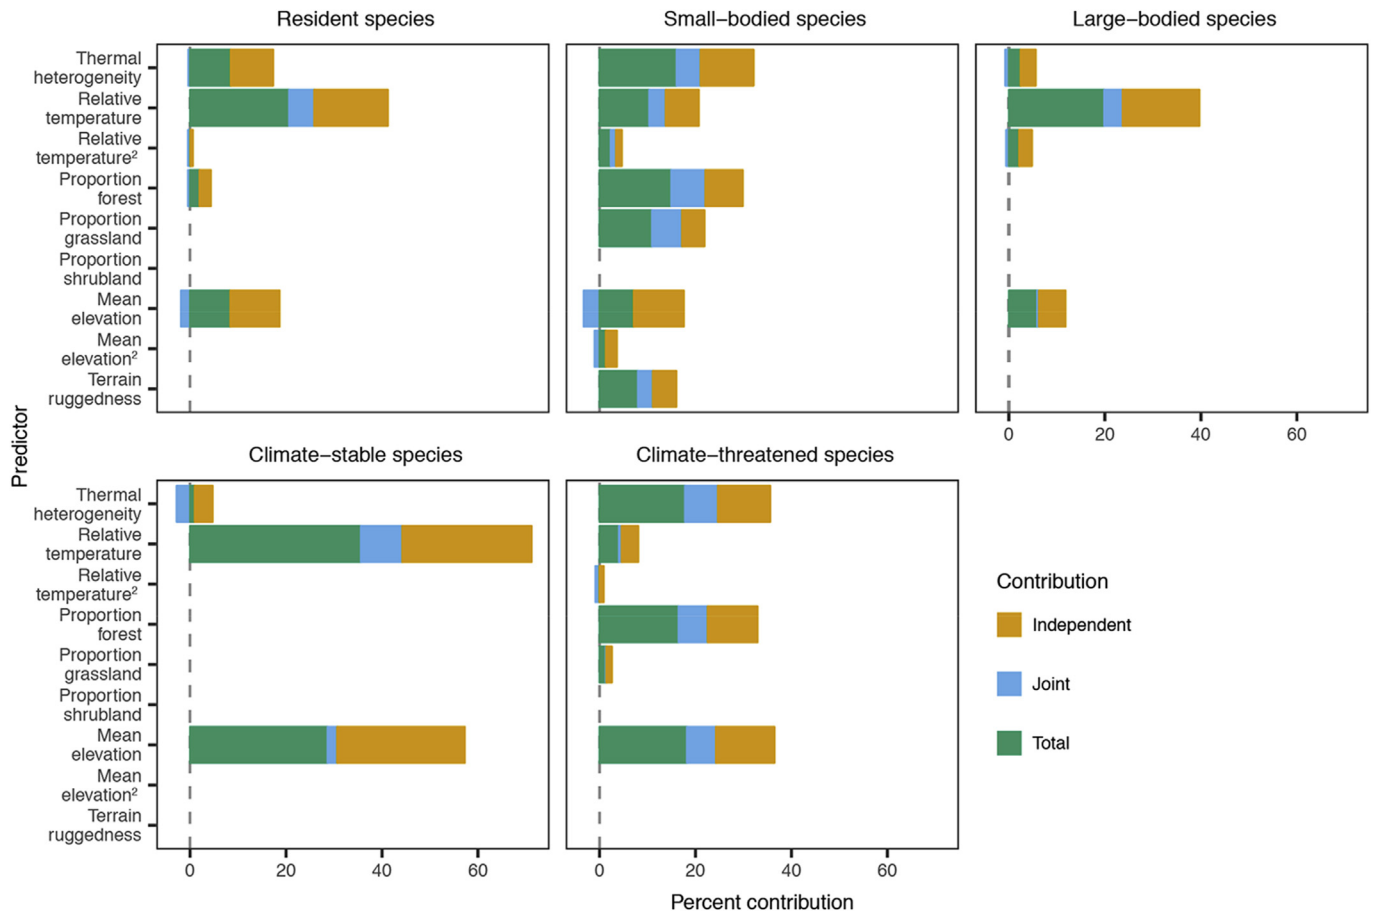 Resident species
Small−bodied species
Large−bodied species
Thermal
heterogeneity
Relative
temperature
Relative
temperature²
Proportion
forest
Proportion
grassland
Proportion
shrubland
Mean
elevation
Mean
elevation²
Terrain
ruggedness
0 20 40 60
Predictor
Climate−stable species
Climate−threatened species
Thermal
heterogeneity
Relative
temperature
Relative
temperature²
Proportion
forest
Proportion
grassland
Proportion
shrubland
Mean
elevation
Mean
elevation²
Terrain
ruggedness
0 20 40 60
0 20 40 60
Percent contribution
Contribution
Independent
Joint
Total